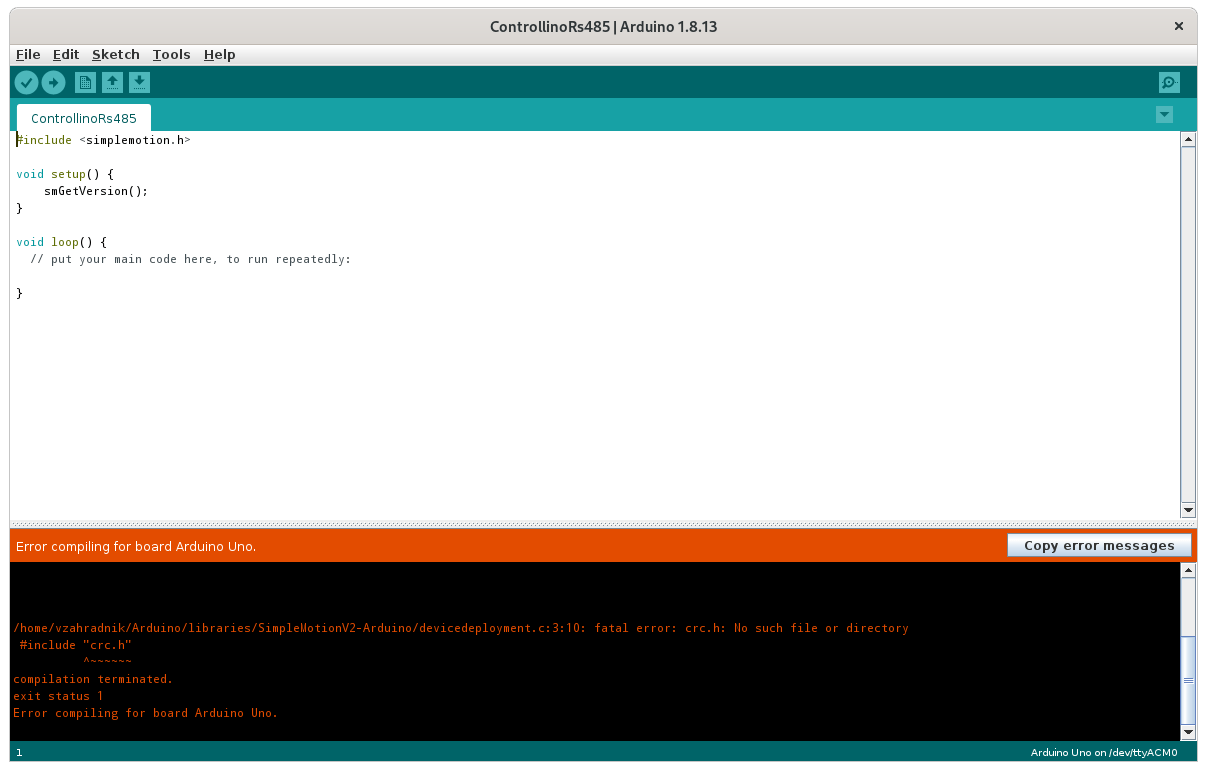 ControllinoRs485 | Arduino 1.8.13
File Edit Sketch Tools Help
ControllinoRs485
#include <simplemotion.h>
void setup() {
    smGetVersion();
}
void loop() {
  // put your main code here, to run repeatedly:
}
Error compiling for board Arduino Uno.
Copy error messages
/home/vzahradnik/Arduino/libraries/SimpleMotionV2-Arduino/devicedeployment.c:3:10: fatal error: crc.h: No such file or directory
 #include "crc.h"
          ^~~~~~~
compilation terminated.
exit status 1
Error compiling for board Arduino Uno.
1
Arduino Uno on /dev/ttyACM0